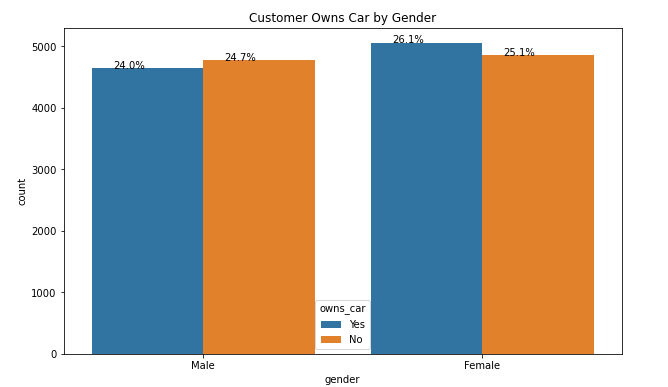 Customer Owns Car by Gender
5000
4000
3000
2000
1000
0
count
24.0%
24.7%
26.1%
25.1%
owns_car
Yes
No
Male
Female
gender